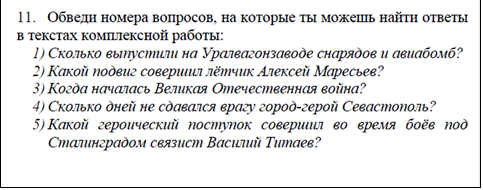 11. Обведи номера вопросов, на которые ты можешь найти ответы
в текстах комплексной работы:
1) Сколько выпустили на Уралвагонзаводе снарядов и авиабомб?
2) Какой подвиг совершил лётчик Алексей Маресьев?
3) Когда началась Великая Отечественная война?
4) Сколько дней не сдавался врагу город-герой Севастополь?
5) Какой героический поступок совершил во время боёв под
Сталинградом связист Василий Титаев?